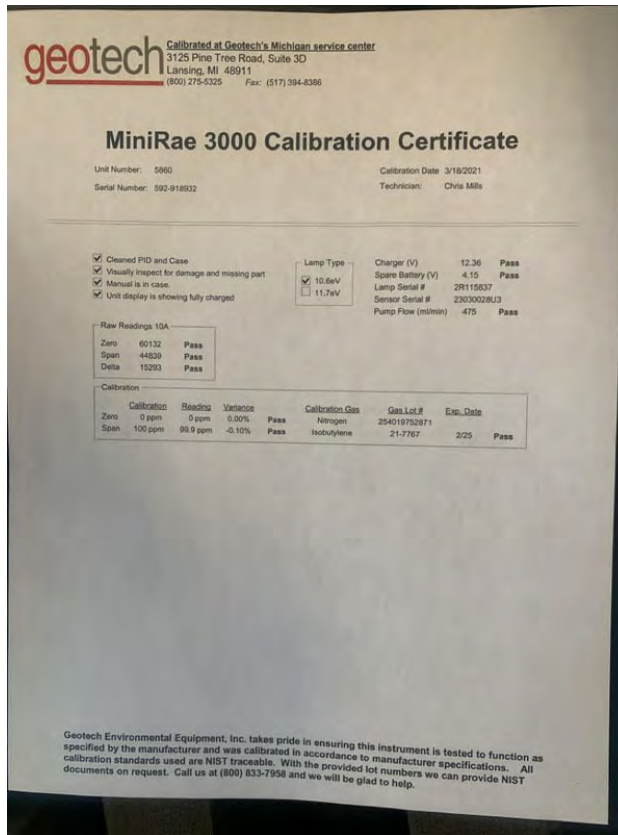 geotech
Calibrated at Geotech's Michigan service center
3125 Pine Tree Road, Suite 3D
Lansing, MI 48911
(800) 275-5325 Fax: (517) 394-8386
MiniRae 3000 Calibration Certificate
Unit Number: 5860 Calibration Date 3/18/2021
Serial Number: 592-918932 Technician: Chris Mills
Cleaned PID and Case
Visually inspect for damage and missing part
Manual is in case.
Unit display is showing fully charged
Lamp Type
10.6eV
11.7eV
Charger (V) 12.36 Pass
Spare Battery (V) 4.15 Pass
Lamp Serial # 2R115837
Sensor Serial # 23030028U3
Pump Flow (ml/min) 475 Pass
Raw Readings 10A
Zero 60132 Pass
Span 44839 Pass
Delta 15293 Pass
Calibration
Calibration Reading Variance Calibration Gas Gas Lot # Exp. Date
Zero 0 ppm 0 ppm 0.00% Pass Nitrogen 254019752871
Span 100 ppm 99.9 ppm -0.10% Pass Isobutylene 21-7767 2/25 Pass
Geotech Environmental Equipment, Inc. takes pride in ensuring this instrument is tested to function as
specified by the manufacturer and was calibrated in accordance to manufacturer specifications. All
calibration standards used are NIST traceable. With the provided lot numbers we can provide NIST
documents on request. Call us at (800) 833-7958 and we will be glad to help.